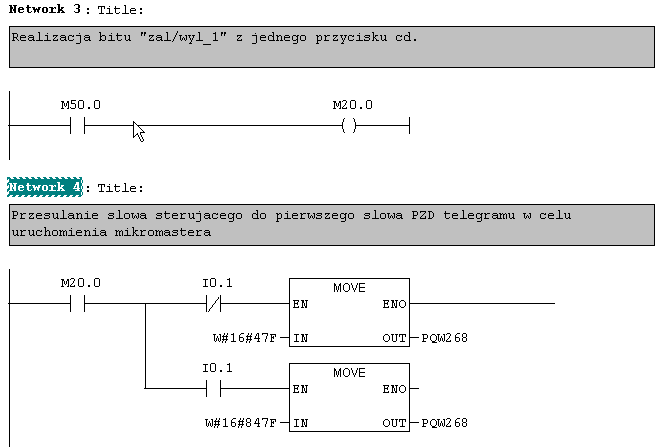 Network 3 : Title:
Realizacja bitu "zal/wyl_1" z jednego przycisku cd.
M50.0 M20.0
Network 4 : Title:
Przesulanie slowa sterujacego do pierwszego slowa PZD telegramu w celu
uruchomienia mikromastera
M20.0 I0.1 MOVE
EN ENO
W#16#47F IN OUT PQW268
I0.1 MOVE
EN ENO
W#16#847F IN OUT PQW268